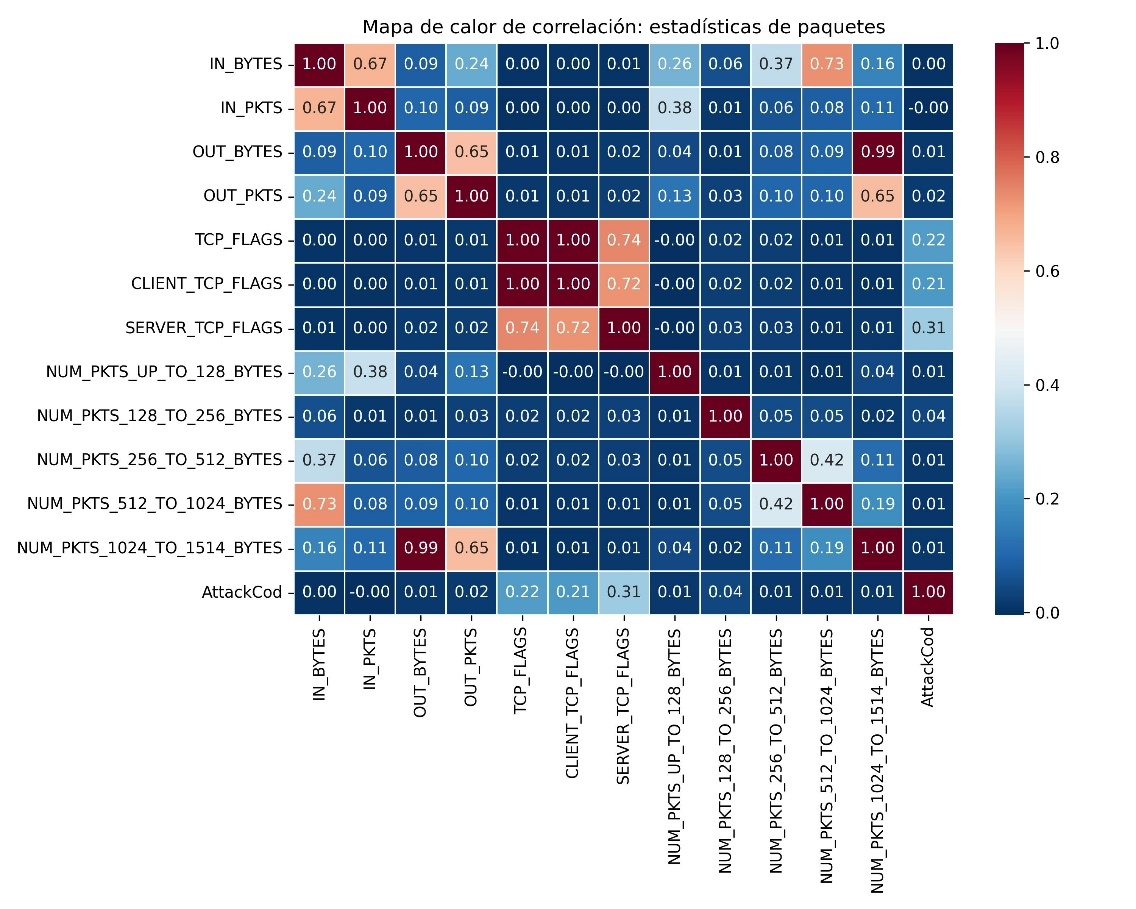 Mapa de calor de correlación: estadísticas de paquetes
IN_BYTES 1.00 0.67 0.09 0.24 0.00 0.00 0.01 0.26 0.06 0.37 0.73 0.16 0.00
IN_PKTS 0.67 1.00 0.10 0.09 0.00 0.00 0.00 0.38 0.01 0.06 0.08 0.11 -0.00
OUT_BYTES 0.09 0.10 1.00 0.65 0.01 0.01 0.02 0.04 0.01 0.08 0.09 0.99 0.01
OUT_PKTS 0.24 0.09 0.65 1.00 0.01 0.01 0.02 0.13 0.03 0.10 0.10 0.65 0.02
TCP_FLAGS 0.00 0.00 0.01 0.01 1.00 1.00 0.74 -0.00 0.02 0.02 0.01 0.01 0.22
CLIENT_TCP_FLAGS 0.00 0.00 0.01 0.01 1.00 1.00 0.72 -0.00 0.02 0.02 0.01 0.01 0.21
SERVER_TCP_FLAGS 0.01 0.00 0.02 0.02 0.74 0.72 1.00 -0.00 0.03 0.03 0.01 0.01 0.31
NUM_PKTS_UP_TO_128_BYTES 0.26 0.38 0.04 0.13 -0.00 -0.00 -0.00 1.00 0.01 0.01 0.01 0.04 0.01
NUM_PKTS_128_TO_256_BYTES 0.06 0.01 0.01 0.03 0.02 0.02 0.03 0.01 1.00 0.05 0.05 0.02 0.04
NUM_PKTS_256_TO_512_BYTES 0.37 0.06 0.08 0.10 0.02 0.02 0.03 0.01 0.05 1.00 0.42 0.11 0.01
NUM_PKTS_512_TO_1024_BYTES 0.73 0.08 0.09 0.10 0.01 0.01 0.01 0.01 0.05 0.42 1.00 0.19 0.01
NUM_PKTS_1024_TO_1514_BYTES 0.16 0.11 0.99 0.65 0.01 0.01 0.01 0.04 0.02 0.11 0.19 1.00 0.01
AttackCod 0.00 -0.00 0.01 0.02 0.22 0.21 0.31 0.01 0.04 0.01 0.01 0.01 1.00
IN_BYTES
IN_PKTS
OUT_BYTES
OUT_PKTS
TCP_FLAGS
CLIENT_TCP_FLAGS
SERVER_TCP_FLAGS
NUM_PKTS_UP_TO_128_BYTES
NUM_PKTS_128_TO_256_BYTES
NUM_PKTS_256_TO_512_BYTES
NUM_PKTS_512_TO_1024_BYTES
NUM_PKTS_1024_TO_1514_BYTES
AttackCod
1.0
0.8
0.6
0.4
0.2
0.0